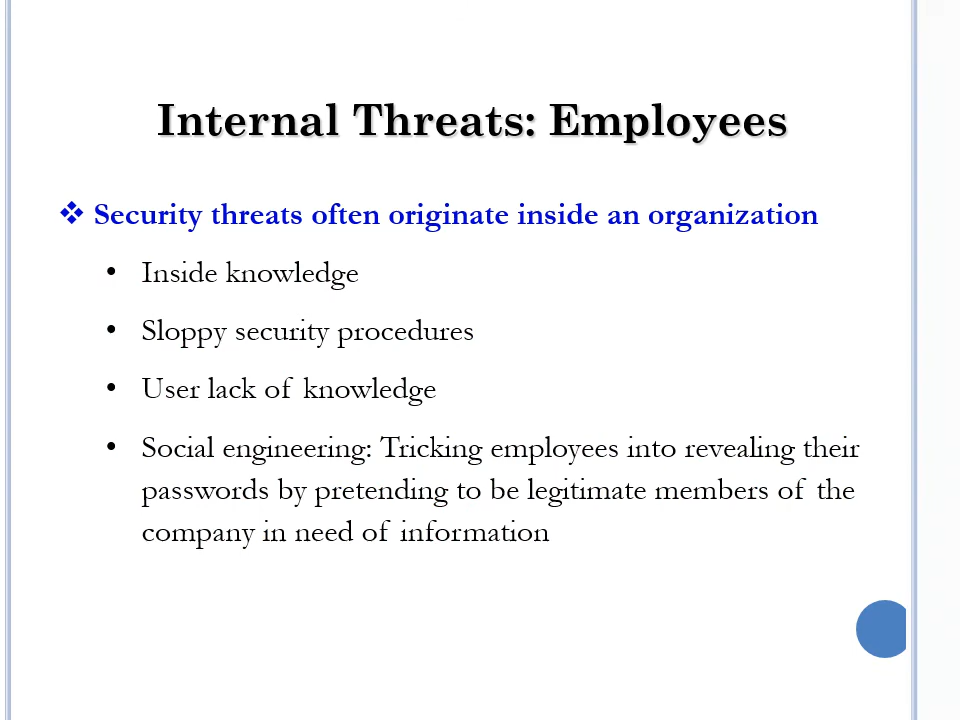 Internal Threats: Employees
❖ Security threats often originate inside an organization
• Inside knowledge
• Sloppy security procedures
• User lack of knowledge
• Social engineering: Tricking employees into revealing their
passwords by pretending to be legitimate members of the
company in need of information